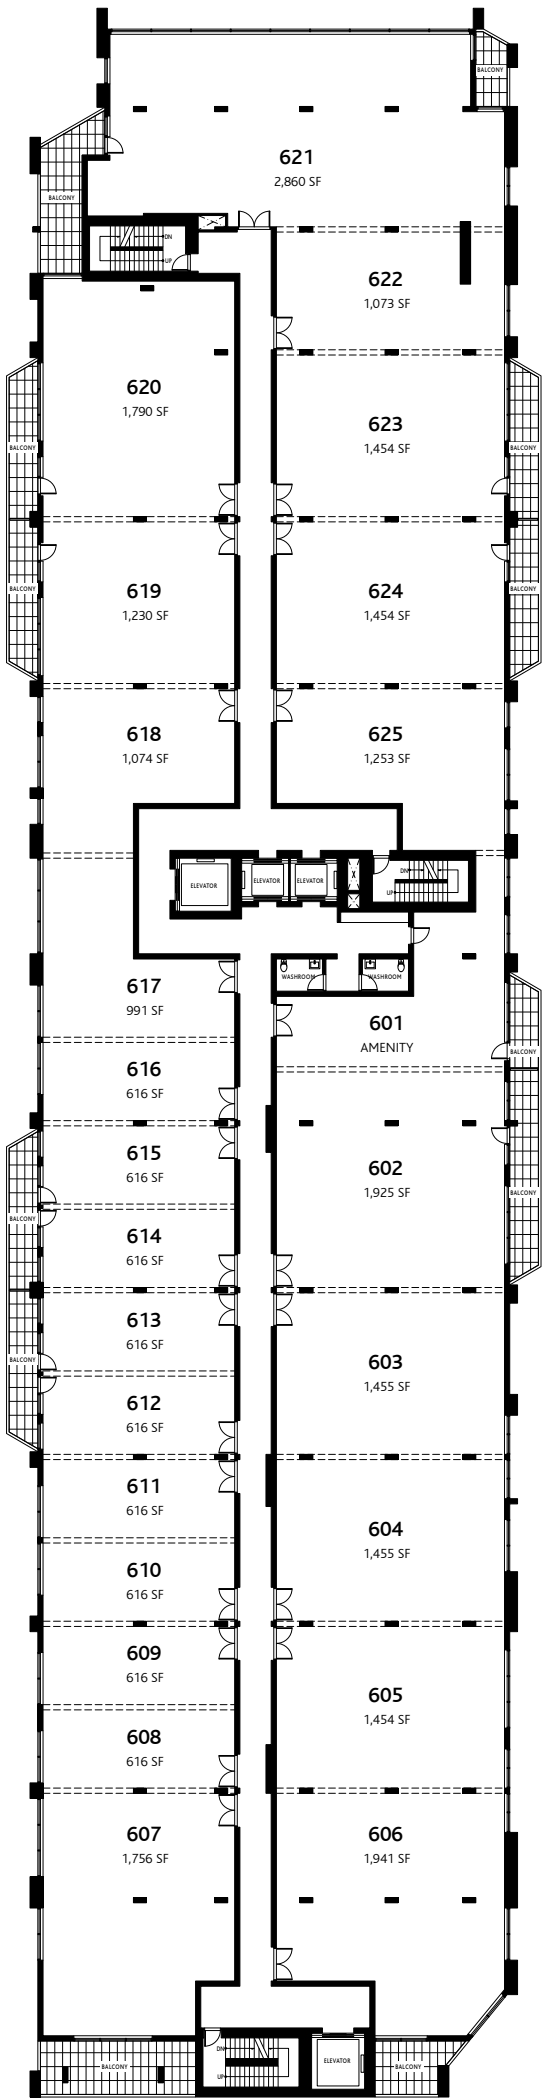 BALCONY
621
2,860 SF
BALCONY
DN
UP
622
1,073 SF
620
1,790 SF
623
1,454 SF
BALCONY
BALCONY
619
1,230 SF
624
1,454 SF
BALCONY
BALCONY
618
1,074 SF
625
1,253 SF
ELEVATOR
ELEVATOR
ELEVATOR
DN
UP
WASHROOM
WASHROOM
617
991 SF
601
AMENITY
BALCONY
616
616 SF
615
616 SF
602
1,925 SF
BALCONY
BALCONY
614
616 SF
613
616 SF
603
1,455 SF
BALCONY
612
616 SF
611
616 SF
604
1,455 SF
610
616 SF
609
616 SF
605
1,454 SF
608
616 SF
607
1,756 SF
606
1,941 SF
DN
UP
ELEVATOR
BALCONY
BALCONY